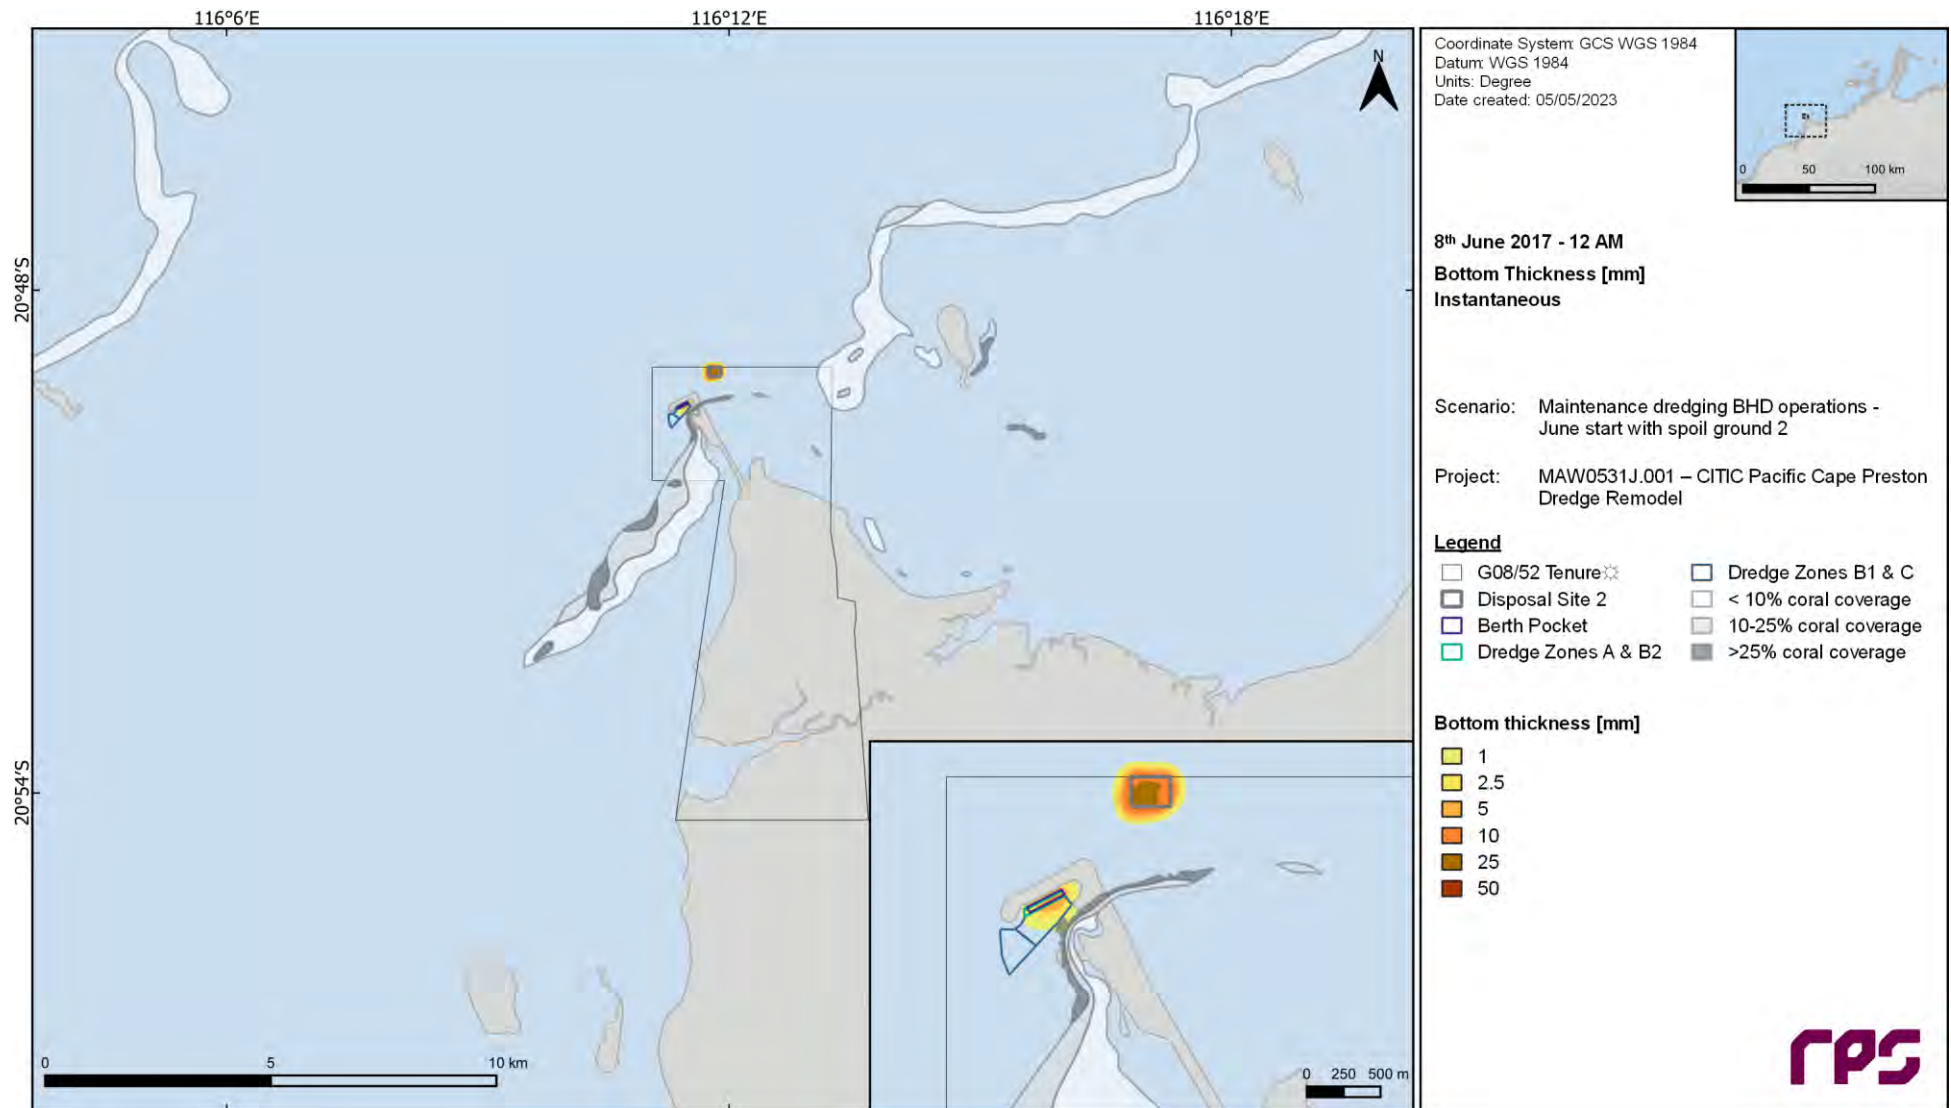 116°6'E 116°12'E 116°18'E
20°48'S
20°54'S
N
0 5 10 km
0 250 500 m
Coordinate System: GCS WGS 1984
Datum: WGS 1984
Units: Degree
Date created: 05/05/2023
0 50 100 km
8th June 2017 - 12 AM
Bottom Thickness [mm]
Instantaneous
Scenario: Maintenance dredging BHD operations -
June start with spoil ground 2
Project: MAW0531J.001 – CITIC Pacific Cape Preston
Dredge Remodel
Legend
G08/52 Tenure
Disposal Site 2
Berth Pocket
Dredge Zones A & B2
Dredge Zones B1 & C
< 10% coral coverage
10-25% coral coverage
>25% coral coverage
Bottom thickness [mm]
1
2.5
5
10
25
50
rps